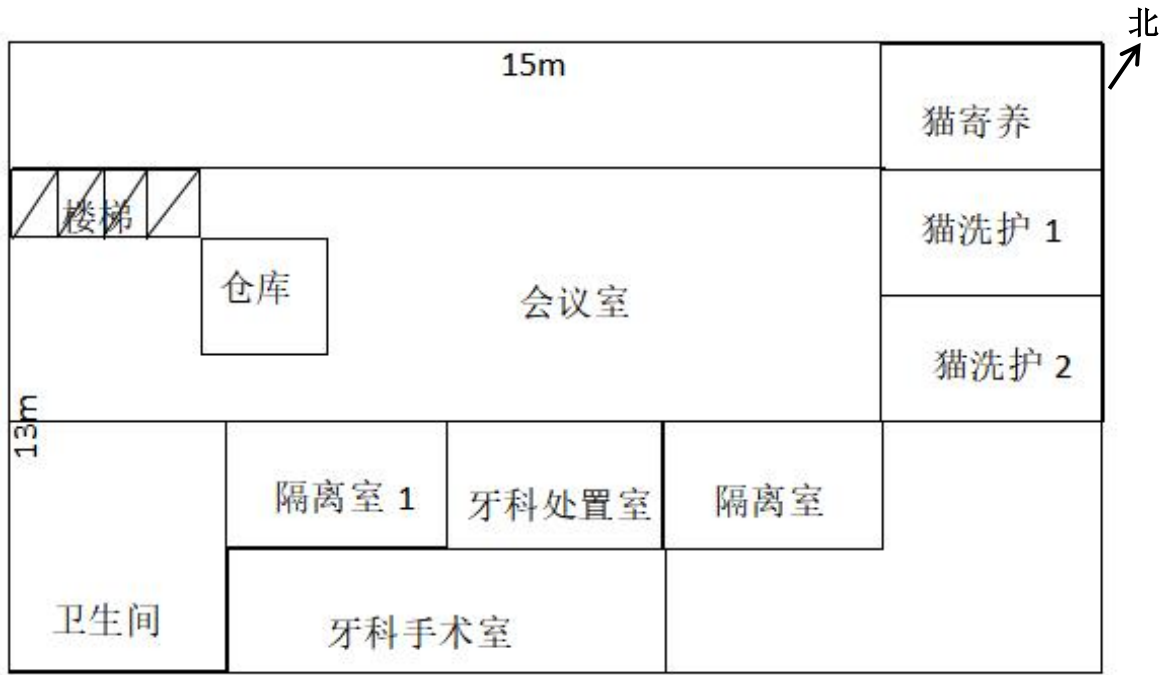 北
15m
猫寄养
楼梯
猫洗护 1
仓库
会议室
猫洗护 2
13m
隔离室 1
牙科处置室
隔离室
卫生间
牙科手术室